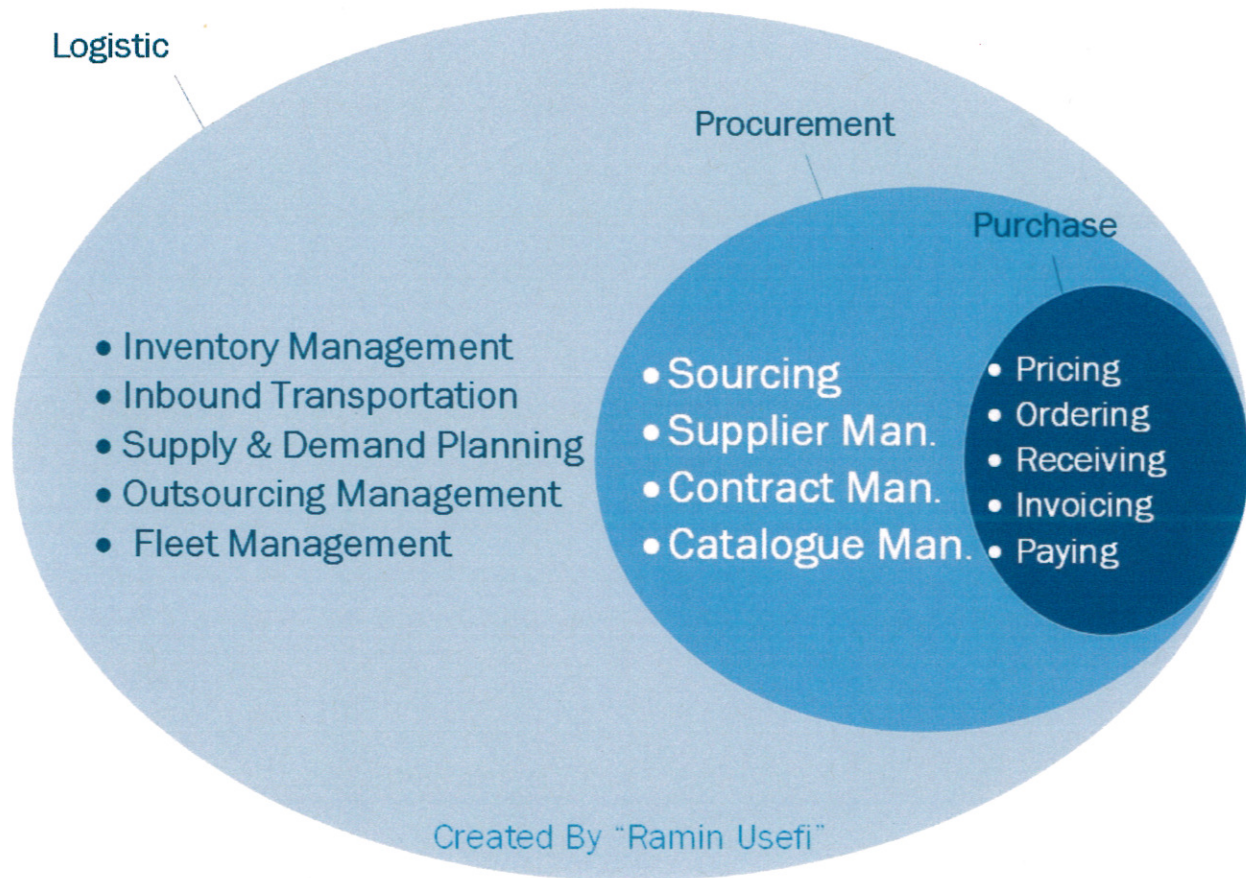 Logistic
Procurement
Purchase
• Inventory Management
• Inbound Transportation
• Supply & Demand Planning
• Outsourcing Management
• Fleet Management
• Sourcing
• Supplier Man.
• Contract Man.
• Catalogue Man.
• Pricing
• Ordering
• Receiving
• Invoicing
• Paying
Created By "Ramin Usefi"